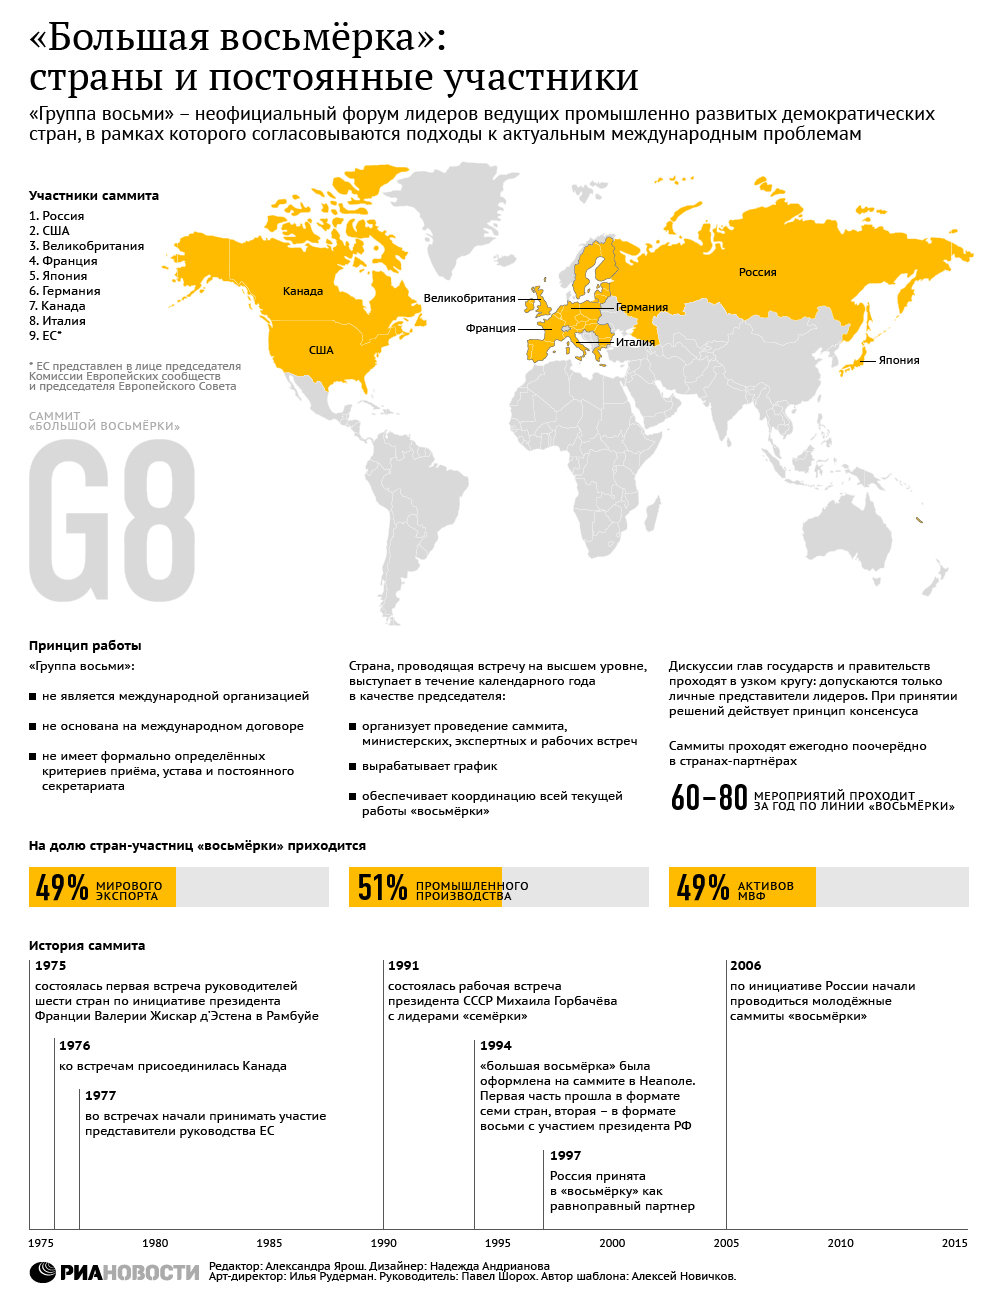 «Большая восьмёрка»:
страны и постоянные участники
«Группа восьми» – неофициальный форум лидеров ведущих промышленно развитых демократических
стран, в рамках которого согласовываются подходы к актуальным международным проблемам
Участники саммита
1. Россия
2. США
3. Великобритания
4. Франция
5. Япония
6. Германия
7. Канада
8. Италия
9. ЕС*
* ЕС представлен в лице председателя
Комиссии Европейских сообществ
и председателя Европейского Совета
САММИТ
«БОЛЬШОЙ ВОСЬМЁРКИ»
G8
Канада
США
Великобритания
Франция
Германия
Италия
Россия
Япония
Принцип работы
«Группа восьми»:
не является международной организацией
не основана на международном договоре
не имеет формально определённых
критериев приёма, устава и постоянного
секретариата
Страна, проводящая встречу на высшем уровне,
выступает в течение календарного года
в качестве председателя:
организует проведение саммита,
министерских, экспертных и рабочих встреч
вырабатывает график
обеспечивает координацию всей текущей
работы «восьмёрки»
Дискуссии глав государств и правительств
проходят в узком кругу: допускаются только
личные представители лидеров. При принятии
решений действует принцип консенсуса
Саммиты проходят ежегодно поочерёдно
в странах-партнёрах
60–80 МЕРОПРИЯТИЙ ПРОХОДИТ
ЗА ГОД ПО ЛИНИИ «ВОСЬМЁРКИ»
На долю стран-участниц «восьмёрки» приходится
49% МИРОВОГО
ЭКСПОРТА
51% ПРОМЫШЛЕННОГО
ПРОИЗВОДСТВА
49% АКТИВОВ
МВФ
История саммита
1975
состоялась первая встреча руководителей
шести стран по инициативе президента
Франции Валерии Жискар д'Эстена в Рамбуйе
1976
ко встречам присоединилась Канада
1977
во встречах начали принимать участие
представители руководства ЕС
1991
состоялась рабочая встреча
президента СССР Михаила Горбачёва
с лидерами «семёрки»
1994
«большая восьмёрка» была
оформлена на саммите в Неаполе.
Первая часть прошла в формате
семи стран, вторая – в формате
восьми с участием президента РФ
1997
Россия принята
в «восьмёрку» как
равноправный партнер
2006
по инициативе России начали
проводиться молодёжные
саммиты «восьмёрки»
1975 1980 1985 1990 1995 2000 2005 2010 2015
РИАНОВОСТИ
Редактор: Александра Ярош. Дизайнер: Надежда Андрианова
Арт-директор: Илья Рудерман. Руководитель: Павел Шорох. Автор шаблона: Алексей Новичков.